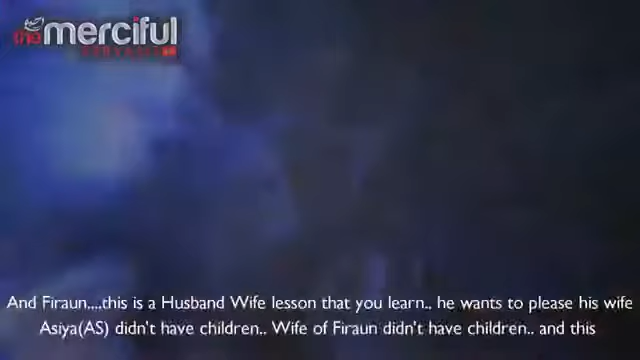 the merciful
SERVANT
And Firaun....this is a Husband Wife lesson that you learn.. he wants to please his wife
Asiya(AS) didn't have children.. Wife of Firaun didn't have children.. and this